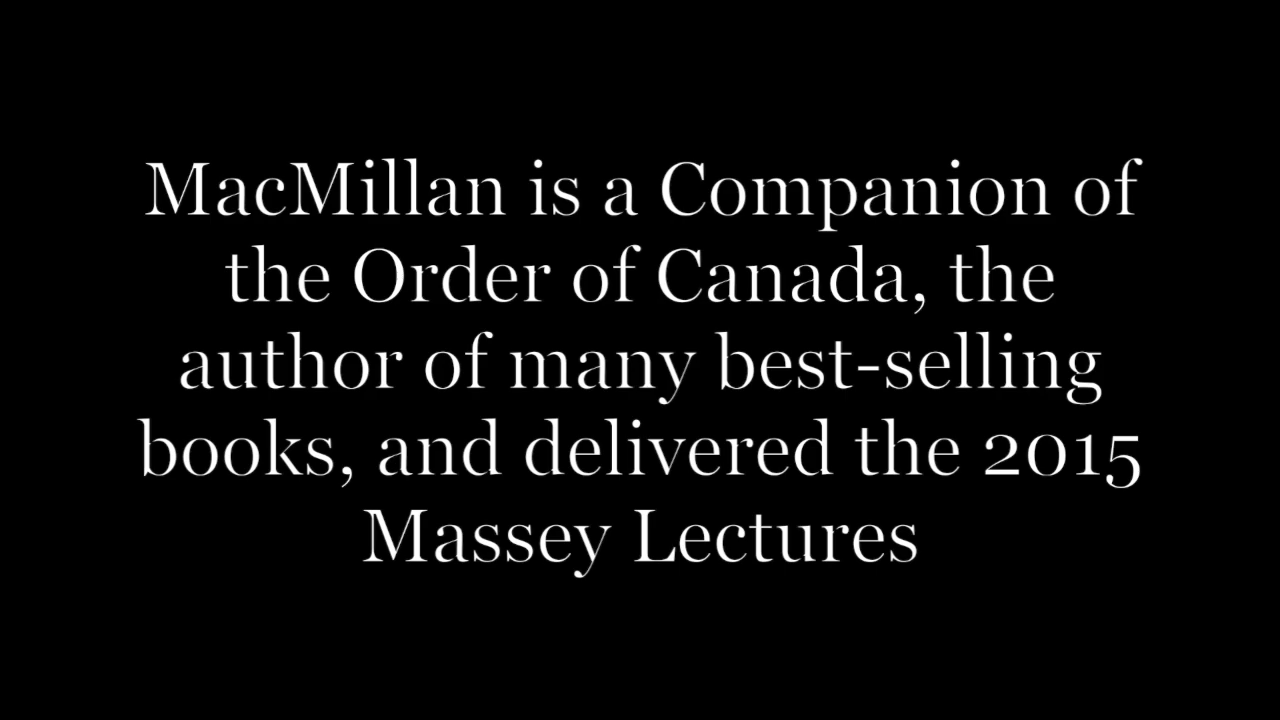 MacMillan is a Companion of
the Order of Canada, the
author of many best-selling
books, and delivered the 2015
Massey Lectures